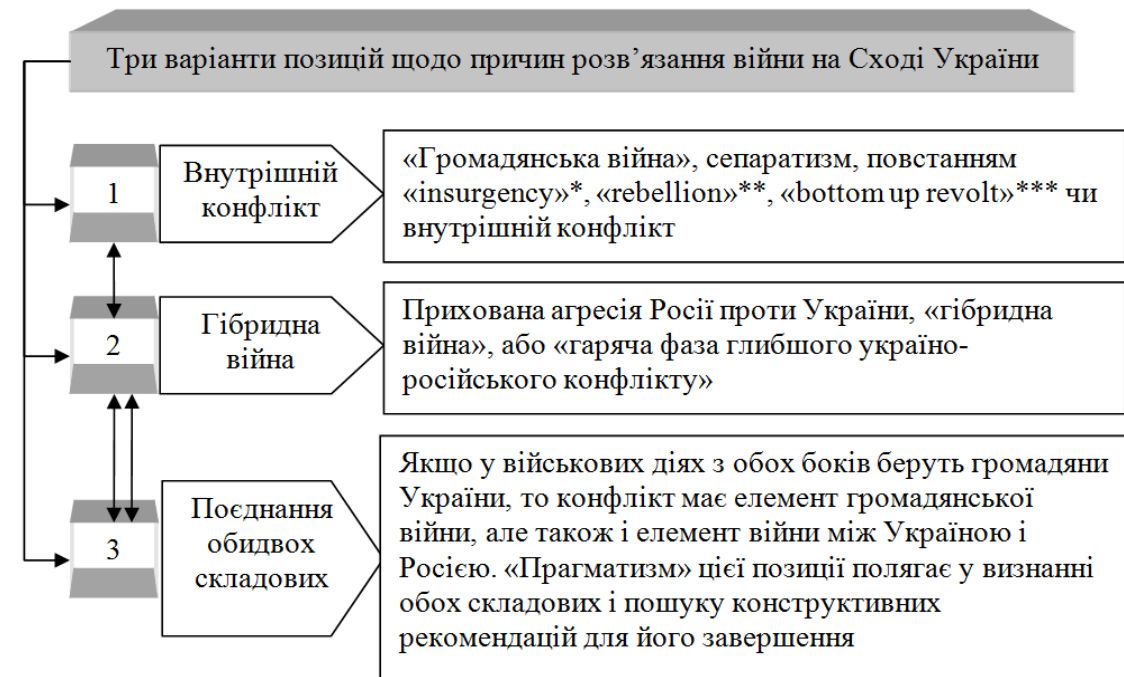 Три варіанти позицій щодо причин розв’язання війни на Сході України
1
Внутрішній
конфлікт
«Громадянська війна», сепаратизм, повстанням
«insurgency»*, «rebellion»**, «bottom up revolt»*** чи
внутрішній конфлікт
2
Гібридна
війна
Прихована агресія Росії проти України, «гібридна
війна», або «гаряча фаза глибшого україно-
російського конфлікту»
3
Поєднання
обидвох
складових
Якщо у військових діях з обох боків беруть громадяни
України, то конфлікт має елемент громадянської
війни, але також і елемент війни між Україною і
Росією. «Прагматизм» цієї позиції полягає у визнанні
обох складових і пошуку конструктивних
рекомендацій для його завершення